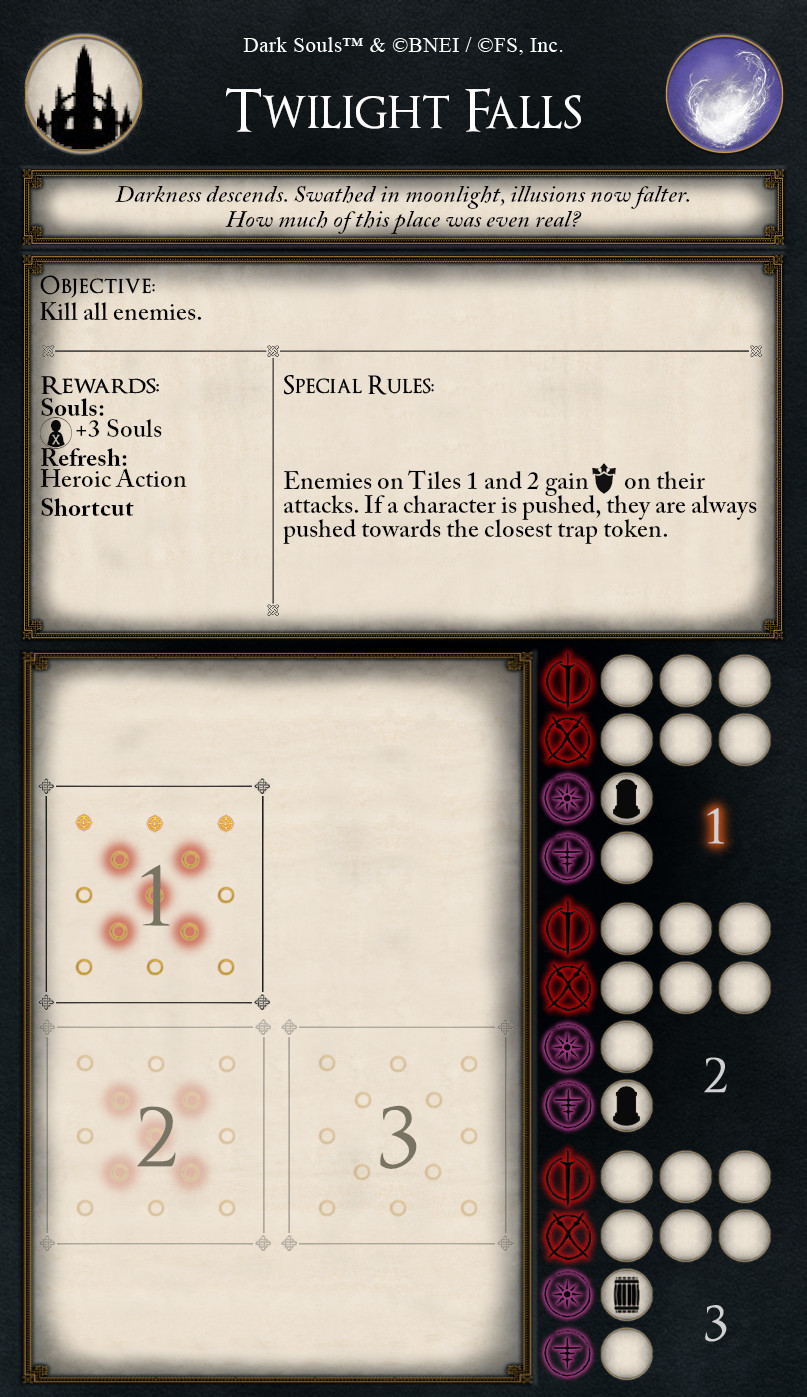 Dark Souls™ & ©BNEI / ©FS, Inc.
Twilight Falls
Darkness descends. Swathed in moonlight, illusions now falter.
How much of this place was even real?
Objective:
Kill all enemies.
Rewards:
Souls:
X +3 Souls
Refresh:
Heroic Action
Shortcut
Special Rules:
Enemies on Tiles 1 and 2 gain on their
attacks. If a character is pushed, they are always
pushed towards the closest trap token.
1
2
3
1
2
3